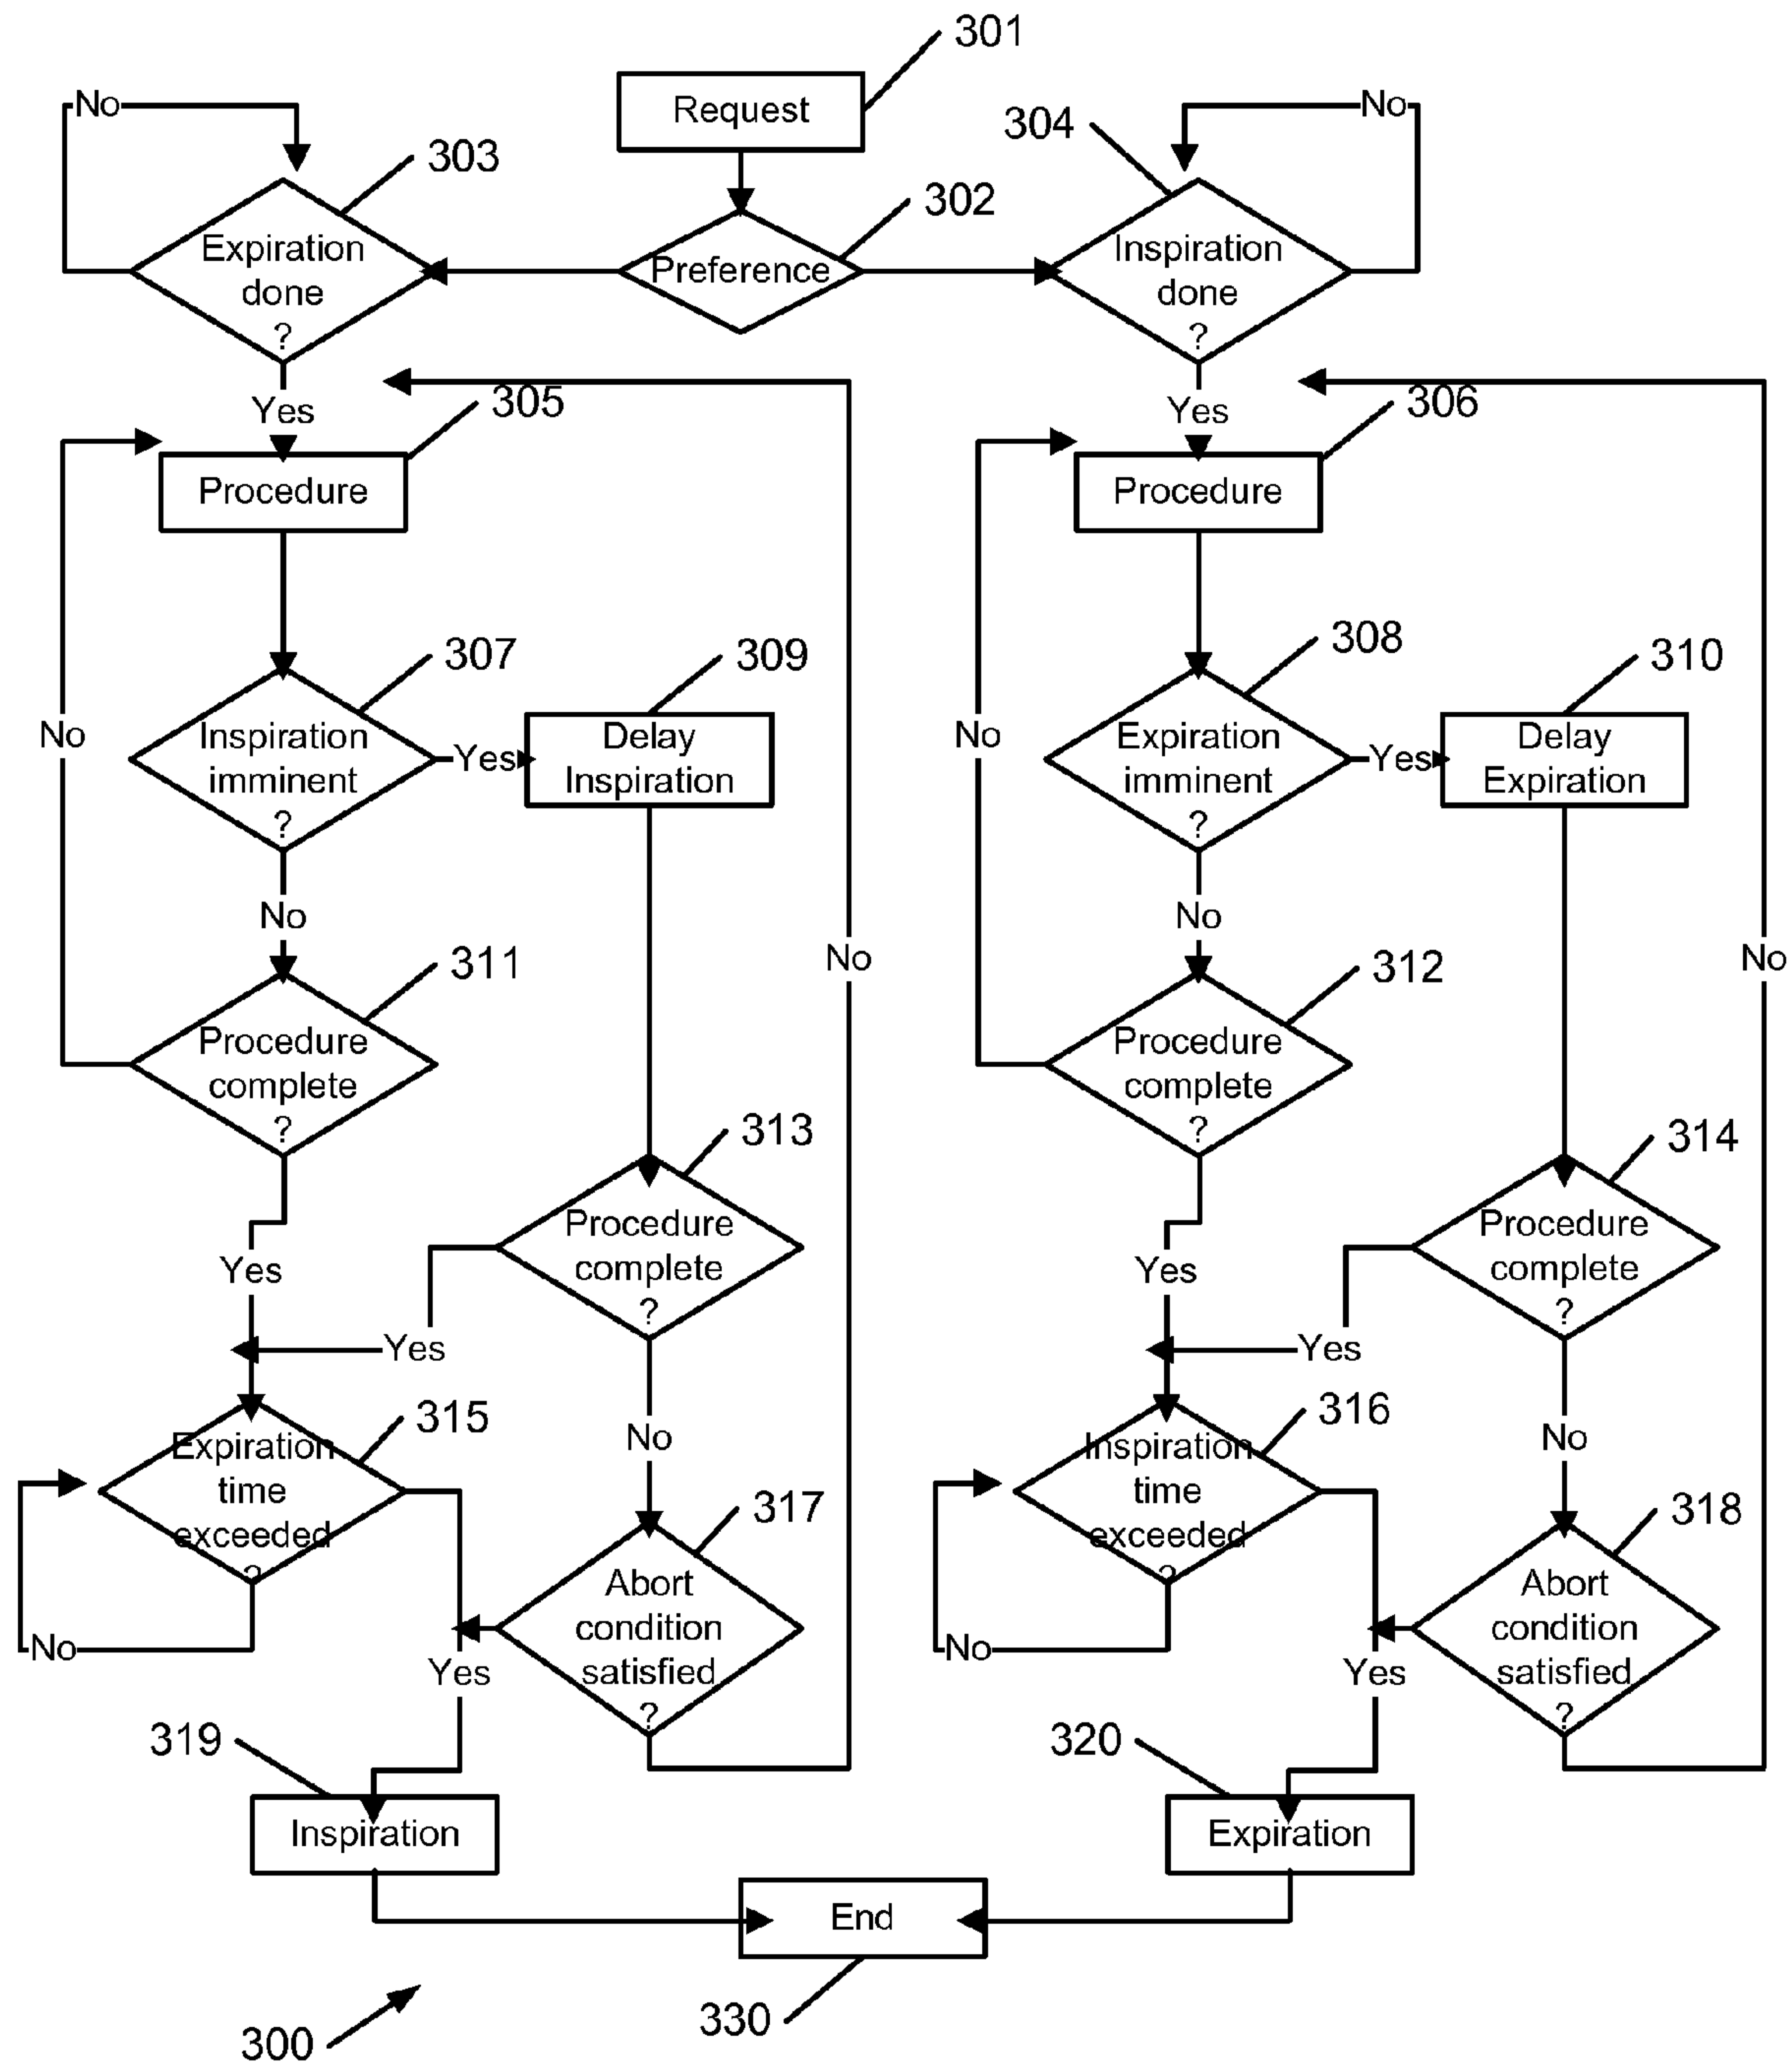 301
No
Request
No
304
303
302
Expiration
done
?
Preference
Inspiration
done
?
Yes
305
Yes
306
Procedure
Procedure
307
309
308
310
No
Inspiration
imminent
?
Yes
Delay
Inspiration
No
Expiration
imminent
?
Yes
Delay
Expiration
No
No
311
No
312
No
Procedure
complete
?
Procedure
complete
?
313
314
Procedure
complete
?
Procedure
complete
?
Yes
Yes
Yes
Yes
315
316
No
No
Expiration
time
exceeded
?
317
Inspiration
time
exceeded
?
318
Abort
condition
satisfied
?
Abort
condition
satisfied
?
No
Yes
No
Yes
319
320
Inspiration
Expiration
End
300
330